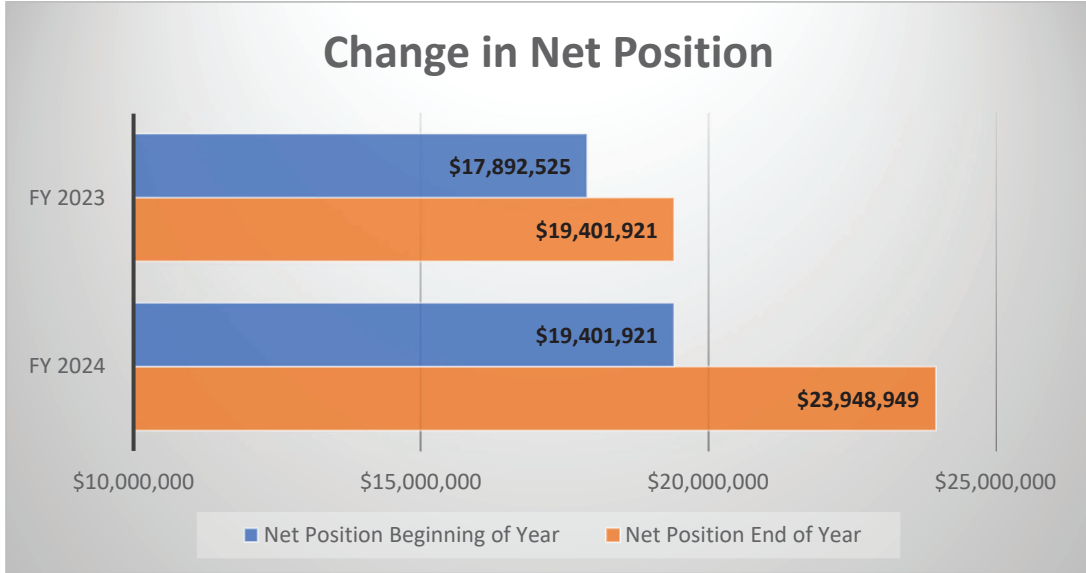 Change in Net Position
$17,892,525
FY 2023
$19,401,921
$19,401,921
FY 2024
$23,948,949
$10,000,000 $15,000,000 $20,000,000 $25,000,000
Net Position Beginning of Year Net Position End of Year